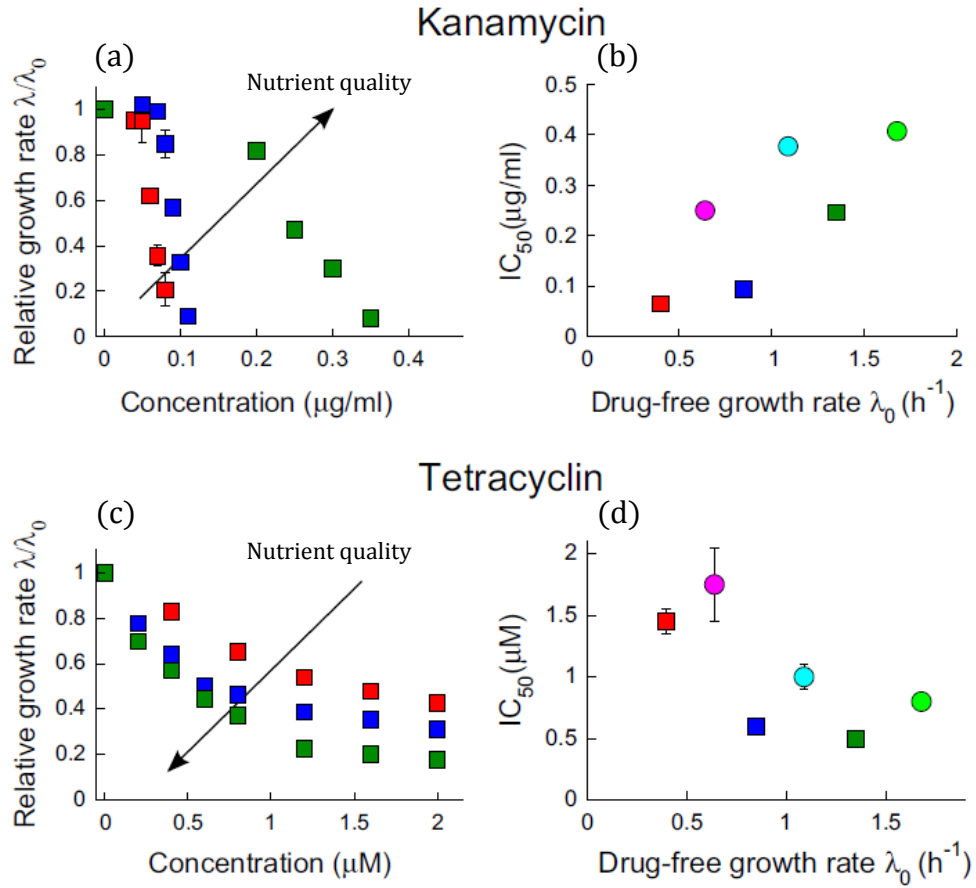 Kanamycin
(a)
Nutrient quality
Relative growth rate λ/λ0
1
0.8
0.6
0.4
0.2
0
0
0.1
0.2
0.3
0.4
Concentration (μg/ml)
(b)
IC50(μg/ml)
0.5
0.4
0.3
0.2
0.1
0
0
0.5
1
1.5
2
Drug-free growth rate λ0 (h-1)
Tetracyclin
(c)
Nutrient quality
Relative growth rate λ/λ0
1
0.8
0.6
0.4
0.2
0
0
0.4
0.8
1.2
1.6
2
Concentration (μM)
(d)
IC50(μM)
2
1.5
1
0.5
0
0
0.5
1
1.5
Drug-free growth rate λ0 (h-1)